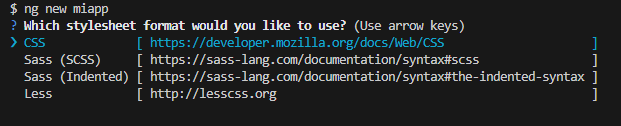 $ ng new miapp
? Which stylesheet format would you like to use? (Use arrow keys)
❯ CSS             [ https://developer.mozilla.org/docs/Web/CSS                     ]
  Sass (SCSS)     [ https://sass-lang.com/documentation/syntax#scss                ]
  Sass (Indented) [ https://sass-lang.com/documentation/syntax#the-indented-syntax ]
  Less            [ http://lesscss.org                                             ]